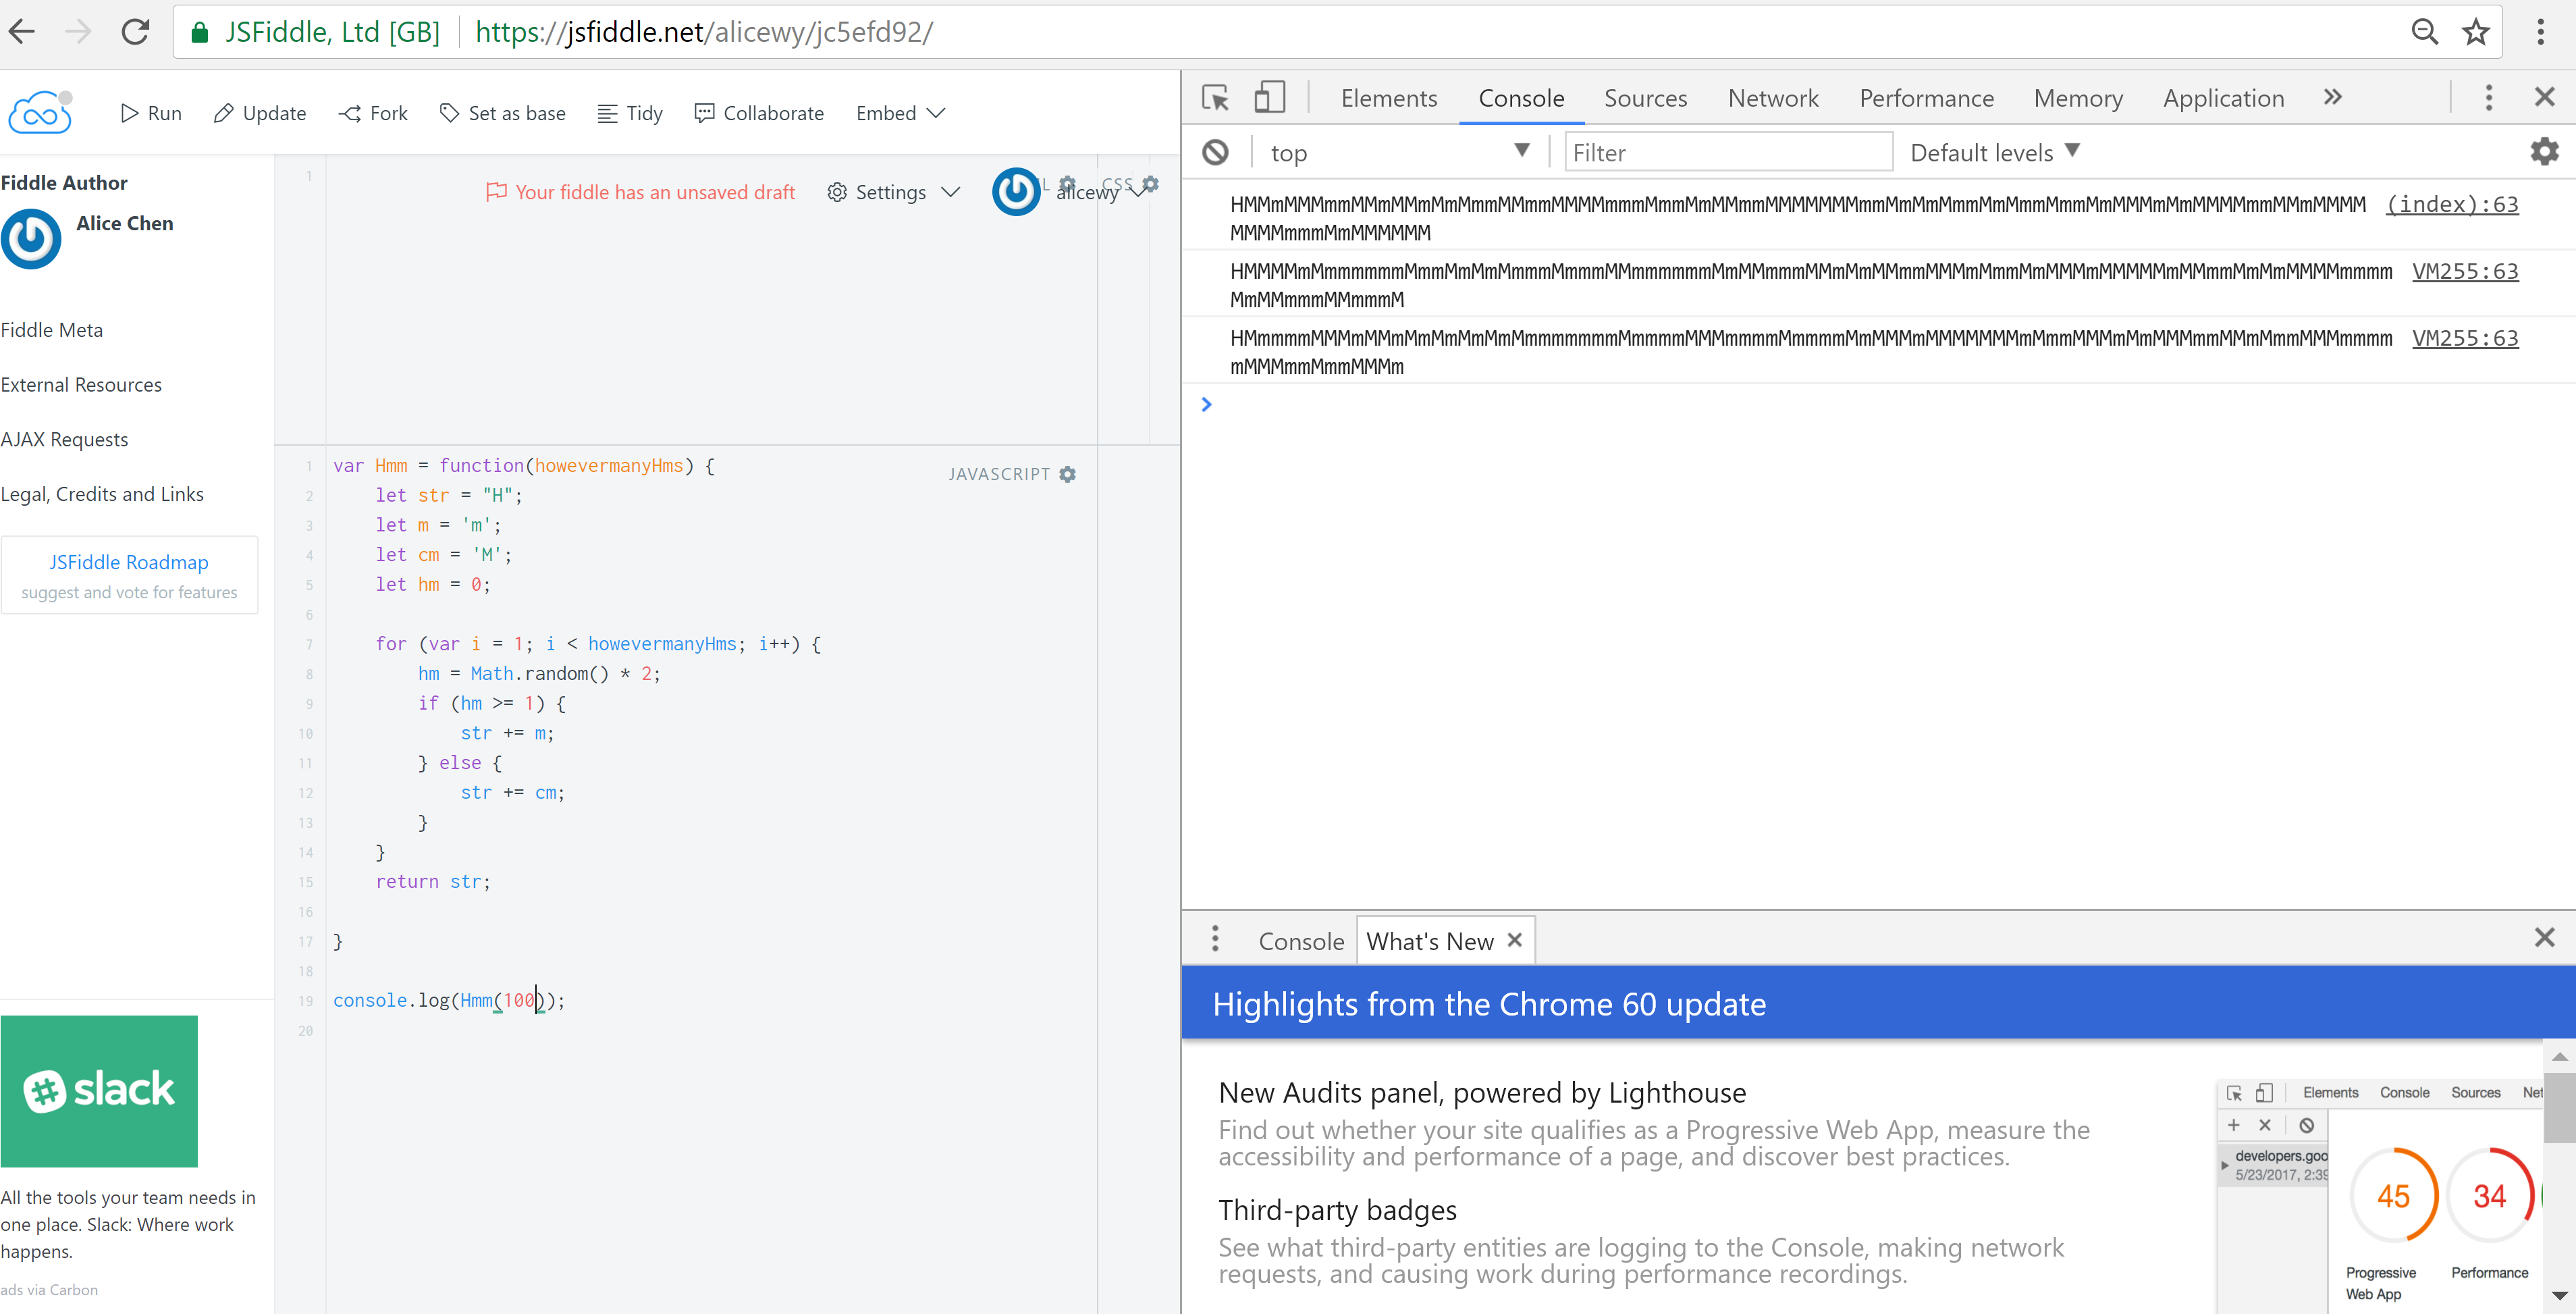 JSFiddle, Ltd [GB] https://jsfiddle.net/alicewy/jc5efd92/
Run Update Fork Set as base Tidy Collaborate Embed
Fiddle Author
Alice Chen
Fiddle Meta
External Resources
AJAX Requests
Legal, Credits and Links
JSFiddle Roadmap
suggest and vote for features
slack
All the tools your team needs in
one place. Slack: Where work
happens.
ads via Carbon
1
Your fiddle has an unsaved draft Settings alicewy
L CSS
JAVASCRIPT
1 var Hmm = function(howevermanyHms) {
2 let str = "H";
3 let m = 'm';
4 let cm = 'M';
5 let hm = 0;
6
7 for (var i = 1; i < howevermanyHms; i++) {
8 hm = Math.random() * 2;
9 if (hm >= 1) {
10 str += m;
11 } else {
12 str += cm;
13 }
14 }
15 return str;
16
17 }
18
19 console.log(Hmm(100));
20
Elements Console Sources Network Performance Memory Application
top Filter Default levels
HMMmMMMmmMMmMMmMmMmmMMmmMMMMmmmMmmMmMMmmMMMMMMMmmMmMmMmmMmMmmMmmMmMMMmMmMMMMmmMMmMMMM (index):63
MMMMmmmMmMMMMMM
HMMMMmMmmmmmmMmmMmMmMmmmMmmmMMmmmmmmMmMMmmmMMmMmMMmmMMMmMmmMmMMMmMMMMMmMMmmMmMmMMMMmmmm VM255:63
MmMMmmmMMmmmM
HMmmmmMMMmMMmMmMmMmMmMmmmmmmmMmmmmMMMmmmmMmmmmMmMMMmMMMMMMMmMmmMMMmMmMMMmmMMmMmmMMMmmmm VM255:63
mMMMmmMmmMMMm
Console What's New
Highlights from the Chrome 60 update
New Audits panel, powered by Lighthouse
Find out whether your site qualifies as a Progressive Web App, measure the
accessibility and performance of a page, and discover best practices.
Third-party badges
See what third-party entities are logging to the Console, making network
requests, and causing work during performance recordings.
Elements Console Sources Net
developers.goo
5/23/2017, 2:39
45 34
Progressive Performance
Web App